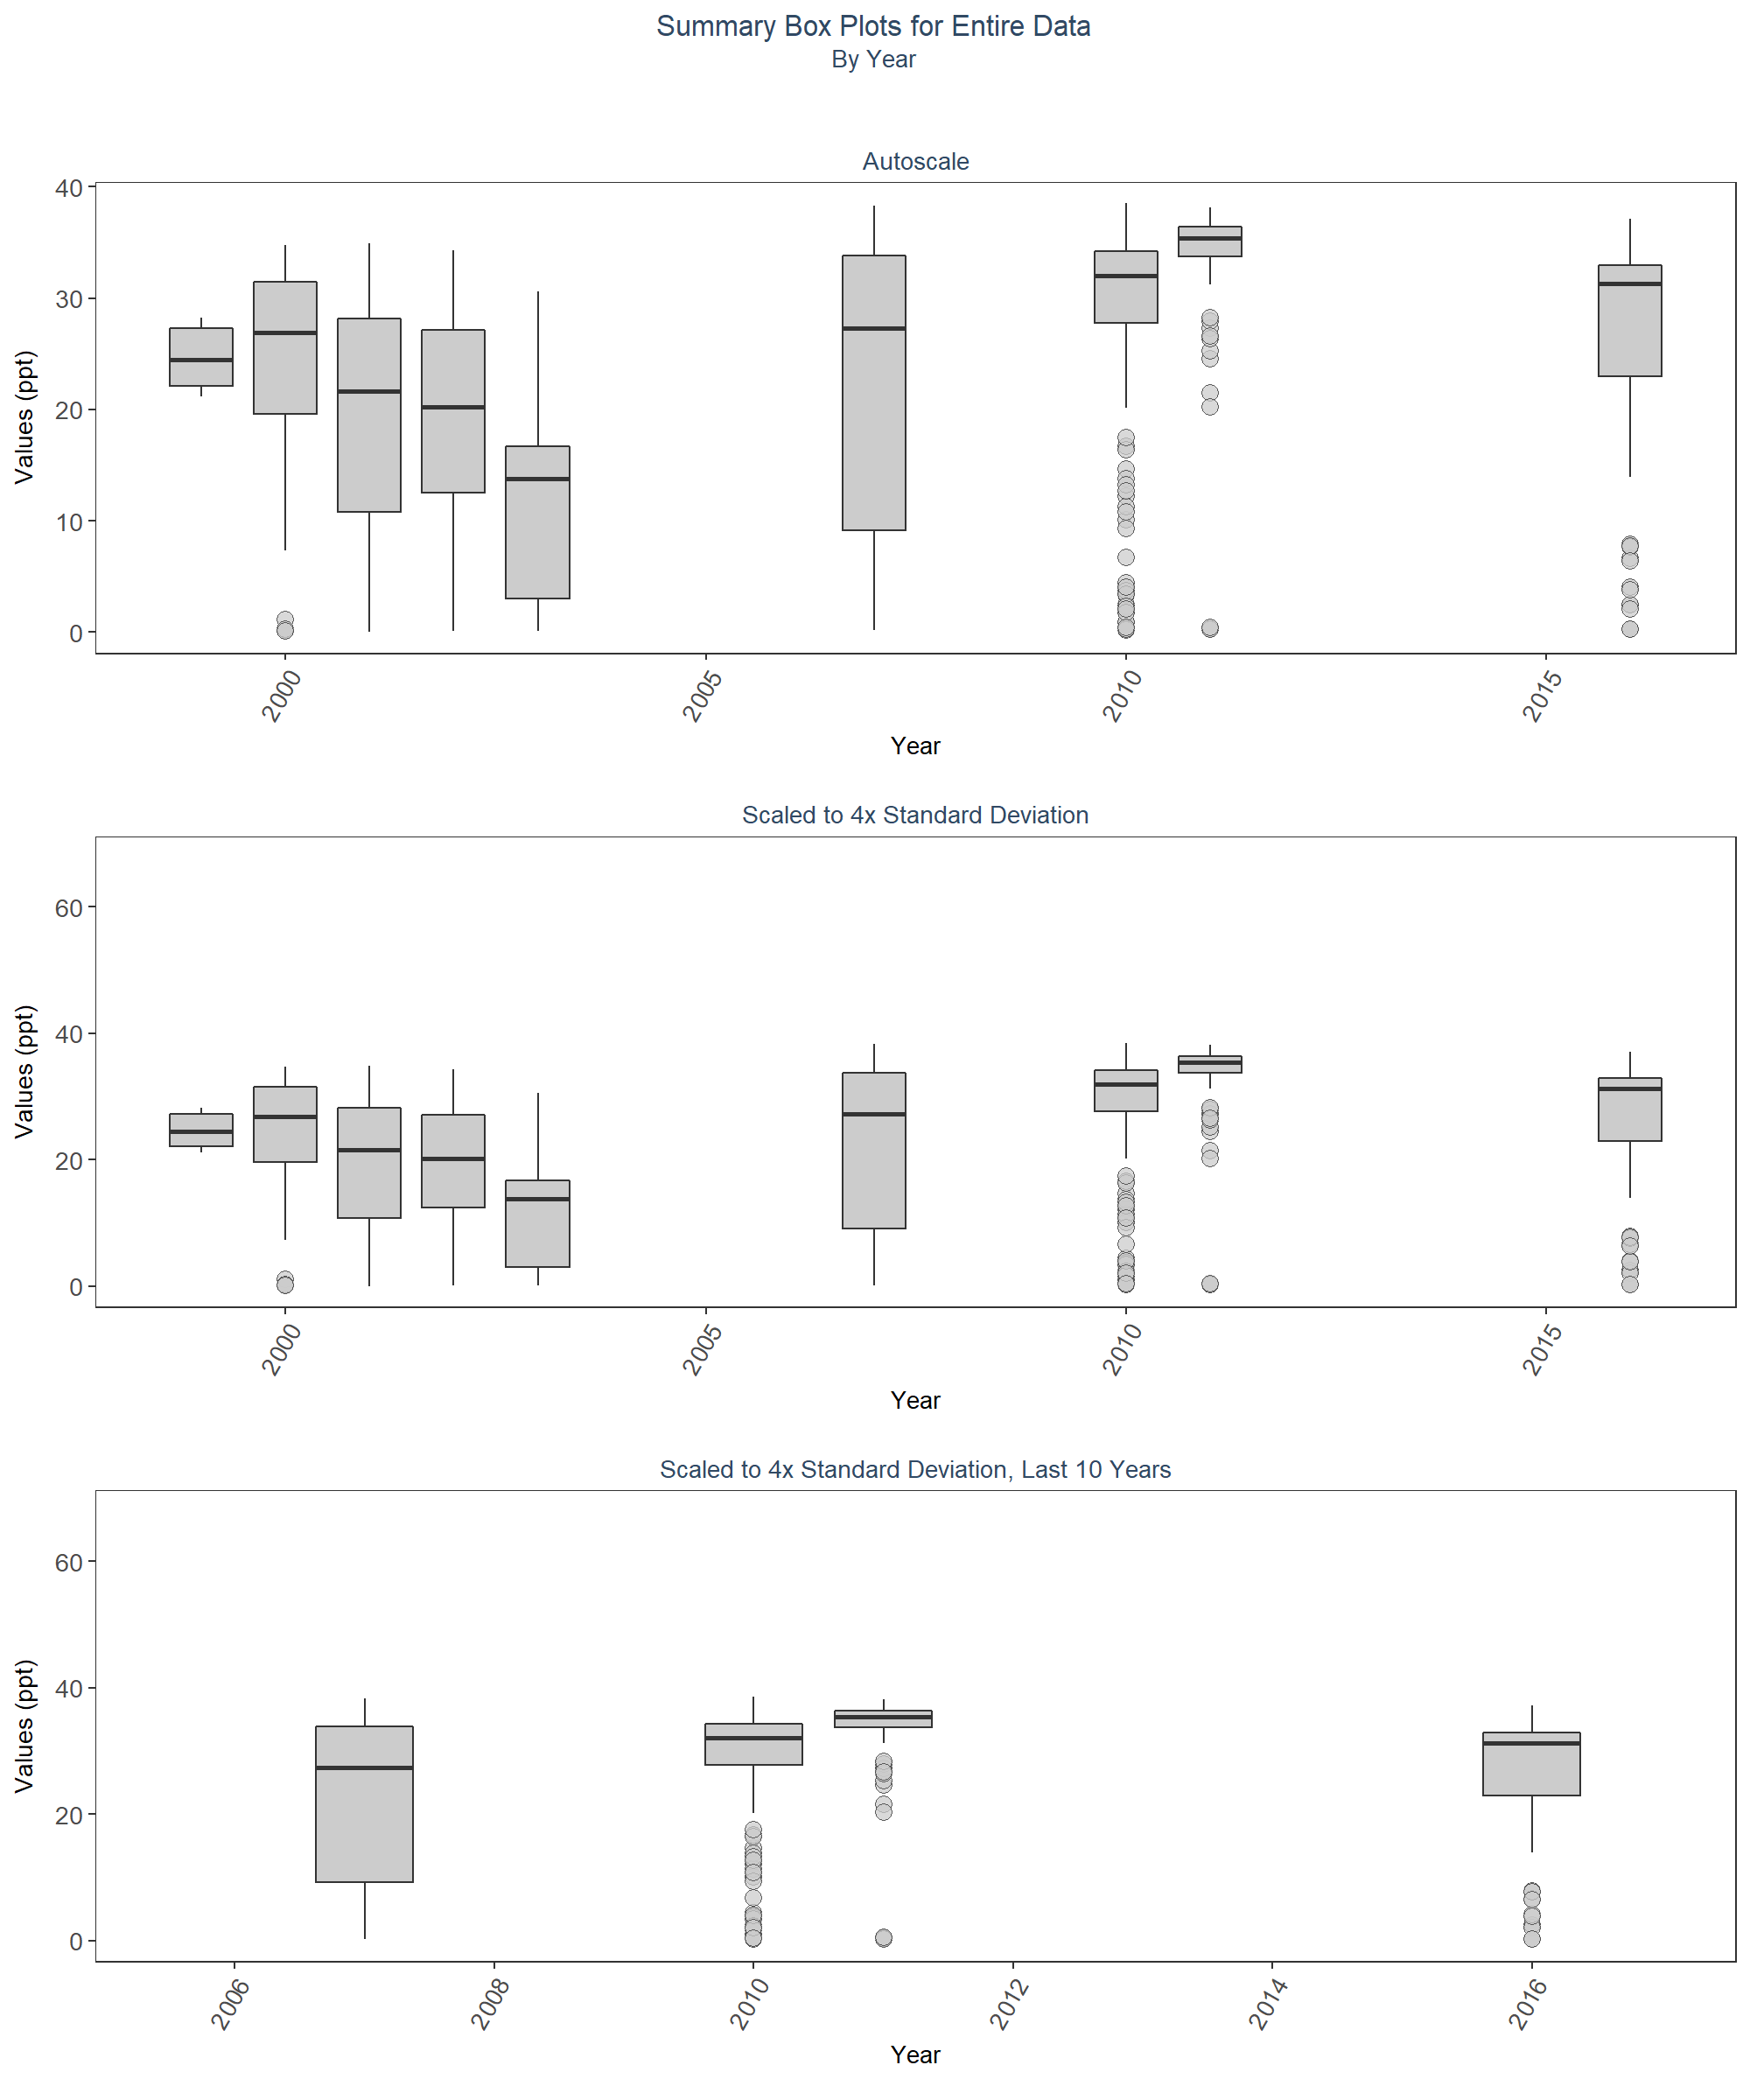 Summary Box Plots for Entire Data
By Year
Autoscale
Values (ppt)
40
30
20
10
0
2000
2005
2010
2015
Year
Scaled to 4x Standard Deviation
Values (ppt)
60
40
20
0
2000
2005
2010
2015
Year
Scaled to 4x Standard Deviation, Last 10 Years
Values (ppt)
60
40
20
0
2006
2008
2010
2012
2014
2016
Year